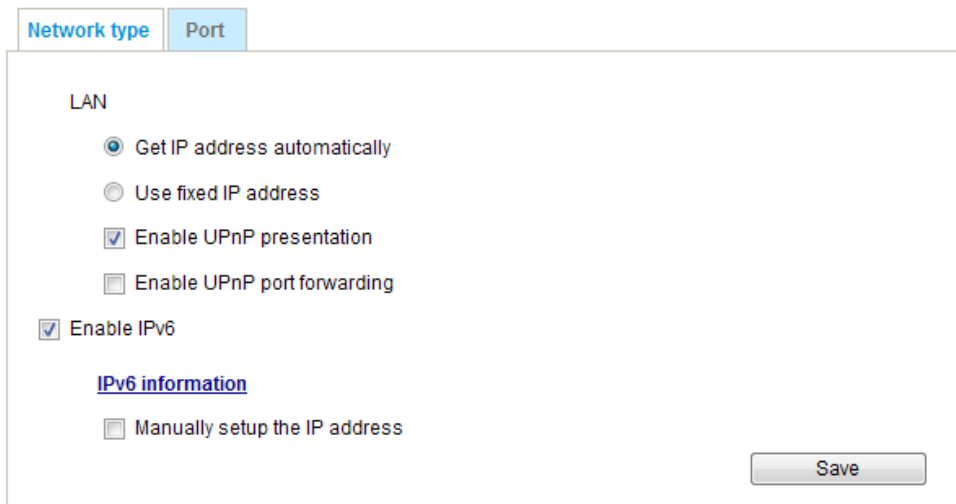 Network type Port
LAN
Get IP address automatically
Use fixed IP address
Enable UPnP presentation
Enable UPnP port forwarding
Enable IPv6
IPv6 information
Manually setup the IP address
Save